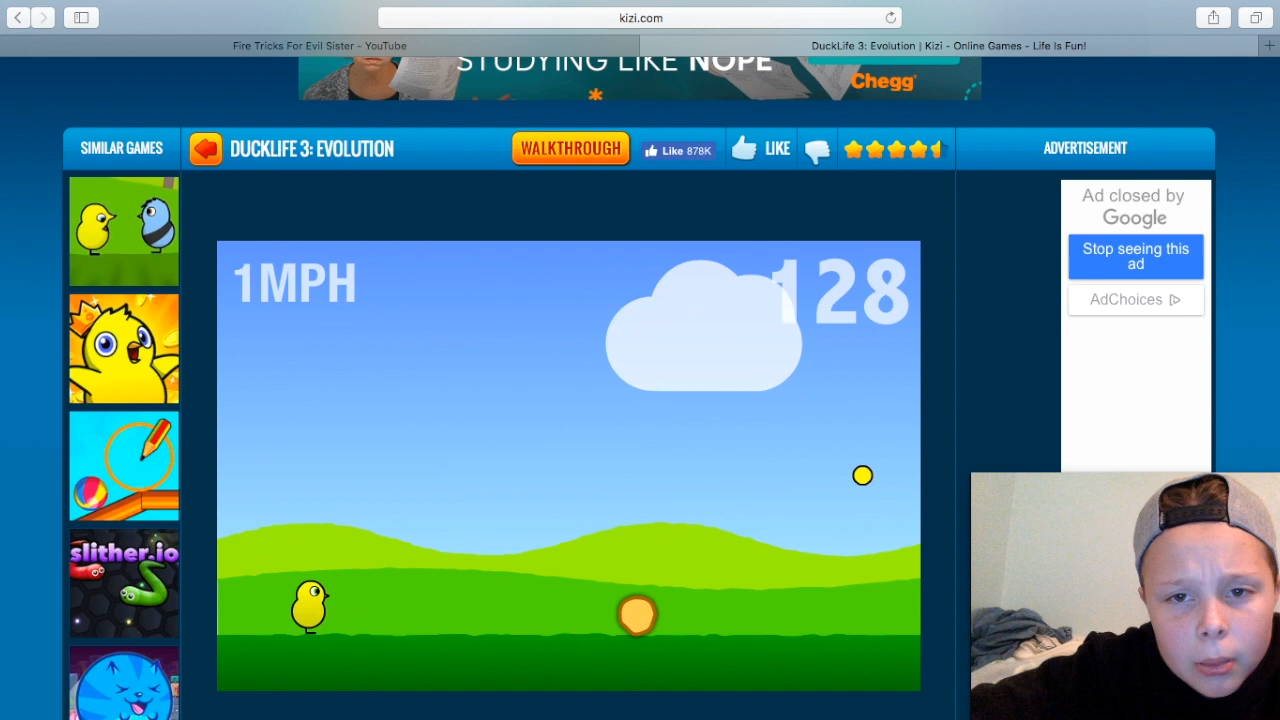 kizi.com
Fire Tricks For Evil Sister - YouTube
DuckLife 3: Evolution | Kizi - Online Games - Life Is Fun!
STUDYING LIKE NOPE
Chegg
SIMILAR GAMES
DUCKLIFE 3: EVOLUTION
WALKTHROUGH
Like 878K
LIKE
ADVERTISEMENT
Ad closed by
Google
Stop seeing this
ad
AdChoices
1MPH
128
slither.io